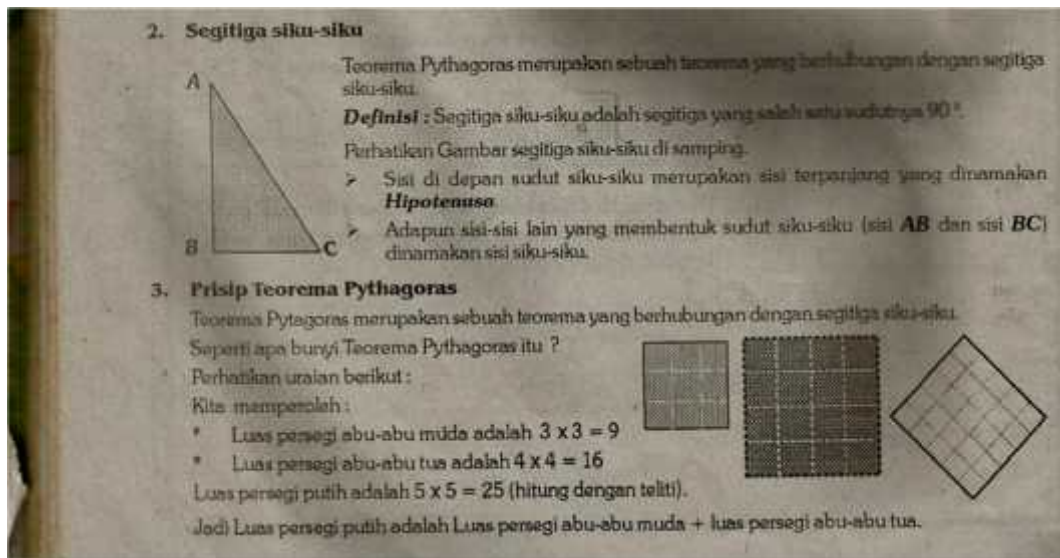 2. Segitiga siku-siku
Teorema Pythagoras merupakan sebuah teorema yang berhubungan dengan segitiga
siku-siku.
Definisi : Segitiga siku-siku adalah segitiga yang salah satu sudutnya 90 °.
Perhatikan Gambar segitiga siku-siku di samping.
➢ Sisi di depan sudut siku-siku merupakan sisi terpanjang yang dinamakan
Hipotenusa
➢ Adapun sisi-sisi lain yang membentuk sudut siku-siku (sisi AB dan sisi BC)
dinamakan sisi siku-siku.
A
B
C
3. Prisip Teorema Pythagoras
Teorema Pytagoras merupakan sebuah teorema yang berhubungan dengan segitiga siku-siku.
Seperti apa bunyi Teorema Pythagoras itu ?
Perhatikan uraian berikut :
Kita memperoleh :
* Luas persegi abu-abu muda adalah 3 x 3 = 9
* Luas persegi abu-abu tua adalah 4 x 4 = 16
Luas persegi putih adalah 5 x 5 = 25 (hitung dengan teliti).
Jadi Luas persegi putih adalah Luas persegi abu-abu muda + luas persegi abu-abu tua.